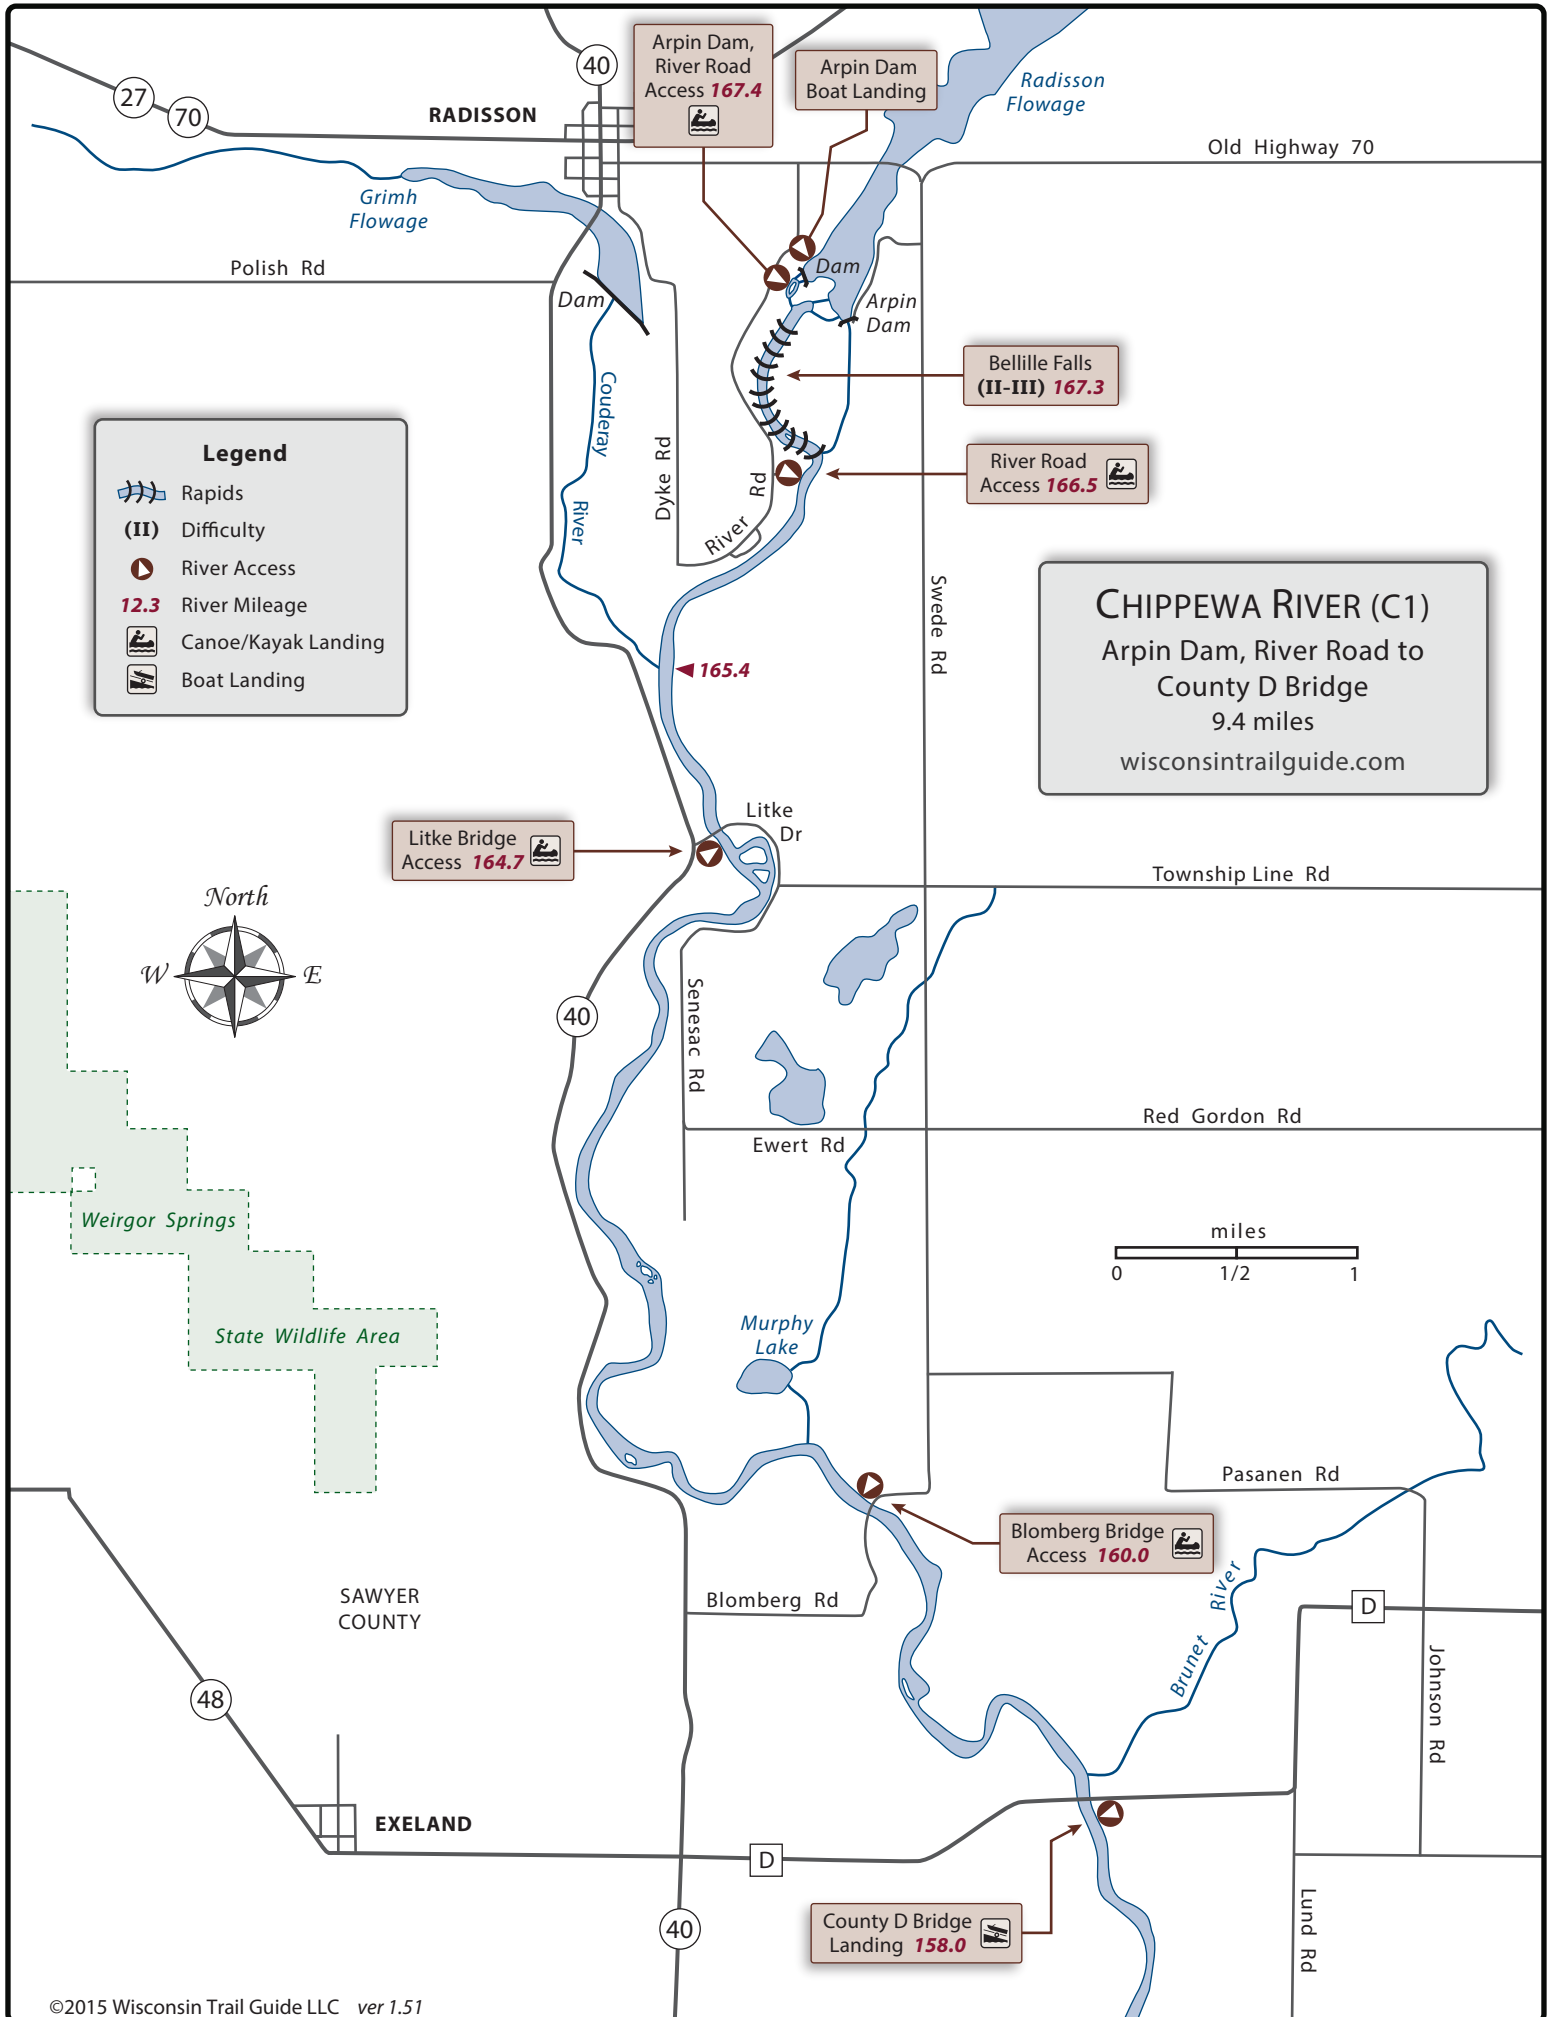 Arpin Dam,
River Road
Access 167.4
Arpin Dam
Boat Landing
Radisson
Flowage
40
27
70
RADISSON
Old Highway 70
Grimh
Flowage
Polish Rd
Dam
Dam
Arpin
Dam
Bellille Falls
(II-III) 167.3
Couderay
River
Dyke Rd
River Rd
River Road
Access 166.5
Legend
Rapids
(II) Difficulty
River Access
12.3 River Mileage
Canoe/Kayak Landing
Boat Landing
Swede Rd
CHIPPEWA RIVER (C1)
Arpin Dam, River Road to
County D Bridge
9.4 miles
wisconsintrailguide.com
165.4
Litke
Dr
Litke Bridge
Access 164.7
Township Line Rd
North
W E
Senesac Rd
40
Red Gordon Rd
Ewert Rd
Weirgor Springs
State Wildlife Area
miles
0 1/2 1
Murphy
Lake
Pasanen Rd
Blomberg Bridge
Access 160.0
SAWYER
COUNTY
Blomberg Rd
Brunet River
D
Johnson Rd
48
EXELAND
D
Lund Rd
County D Bridge
Landing 158.0
40
©2015 Wisconsin Trail Guide LLC ver 1.51